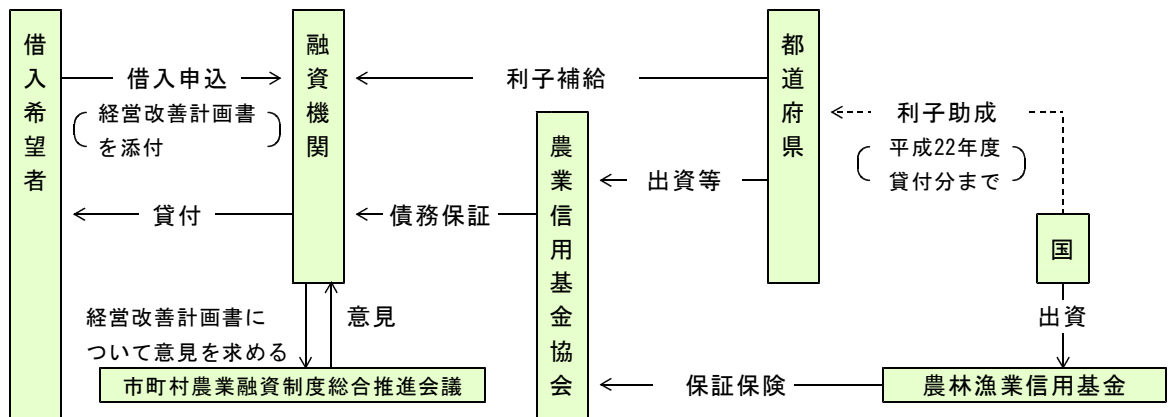 借入希望者
借入申込
経営改善計画書
を添付
貸付
融資機関
利子補給
債務保証
経営改善計画書に
ついて意見を求める
意見
市町村農業融資制度総合推進会議
農業信用基金協会
出資等
保証保険
都道府県
利子助成
平成22年度
貸付分まで
国
出資
農林漁業信用基金